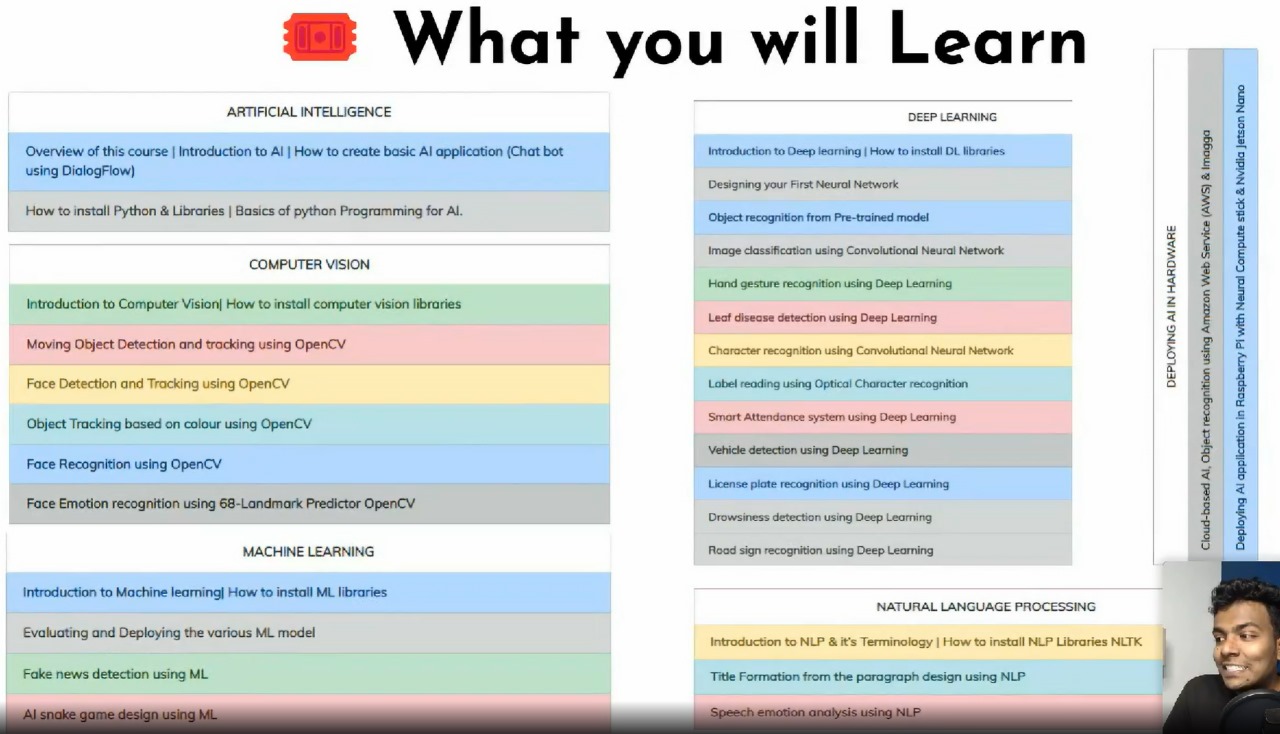 What you will Learn
ARTIFICIAL INTELLIGENCE
Overview of this course | Introduction to AI | How to create basic AI application (Chat bot
using DialogFlow)
How to install Python & Libraries | Basics of python Programming for AI.
COMPUTER VISION
Introduction to Computer Vision| How to install computer vision libraries
Moving Object Detection and tracking using OpenCV
Face Detection and Tracking using OpenCV
Object Tracking based on colour using OpenCV
Face Recognition using OpenCV
Face Emotion recognition using 68-Landmark Predictor OpenCV
MACHINE LEARNING
Introduction to Machine learning| How to install ML libraries
Evaluating and Deploying the various ML model
Fake news detection using ML
AI snake game design using ML
DEEP LEARNING
Introduction to Deep learning | How to install DL libraries
Designing your First Neural Network
Object recognition from Pre-trained model
Image classification using Convolutional Neural Network
Hand gesture recognition using Deep Learning
Leaf disease detection using Deep Learning
Character recognition using Convolutional Neural Network
Label reading using Optical Character recognition
Smart Attendance system using Deep Learning
Vehicle detection using Deep Learning
License plate recognition using Deep Learning
Drowsiness detection using Deep Learning
Road sign recognition using Deep Learning
NATURAL LANGUAGE PROCESSING
Introduction to NLP & it's Terminology | How to install NLP Libraries NLTK
Title Formation from the paragraph design using NLP
Speech emotion analysis using NLP
DEPLOYING AI IN HARDWARE
Cloud-based AI, Object recognition using Amazon Web Service (AWS) & Imagga
Deploying AI application in Raspberry Pi with Neural Compute stick & Nvidia Jetson Nano